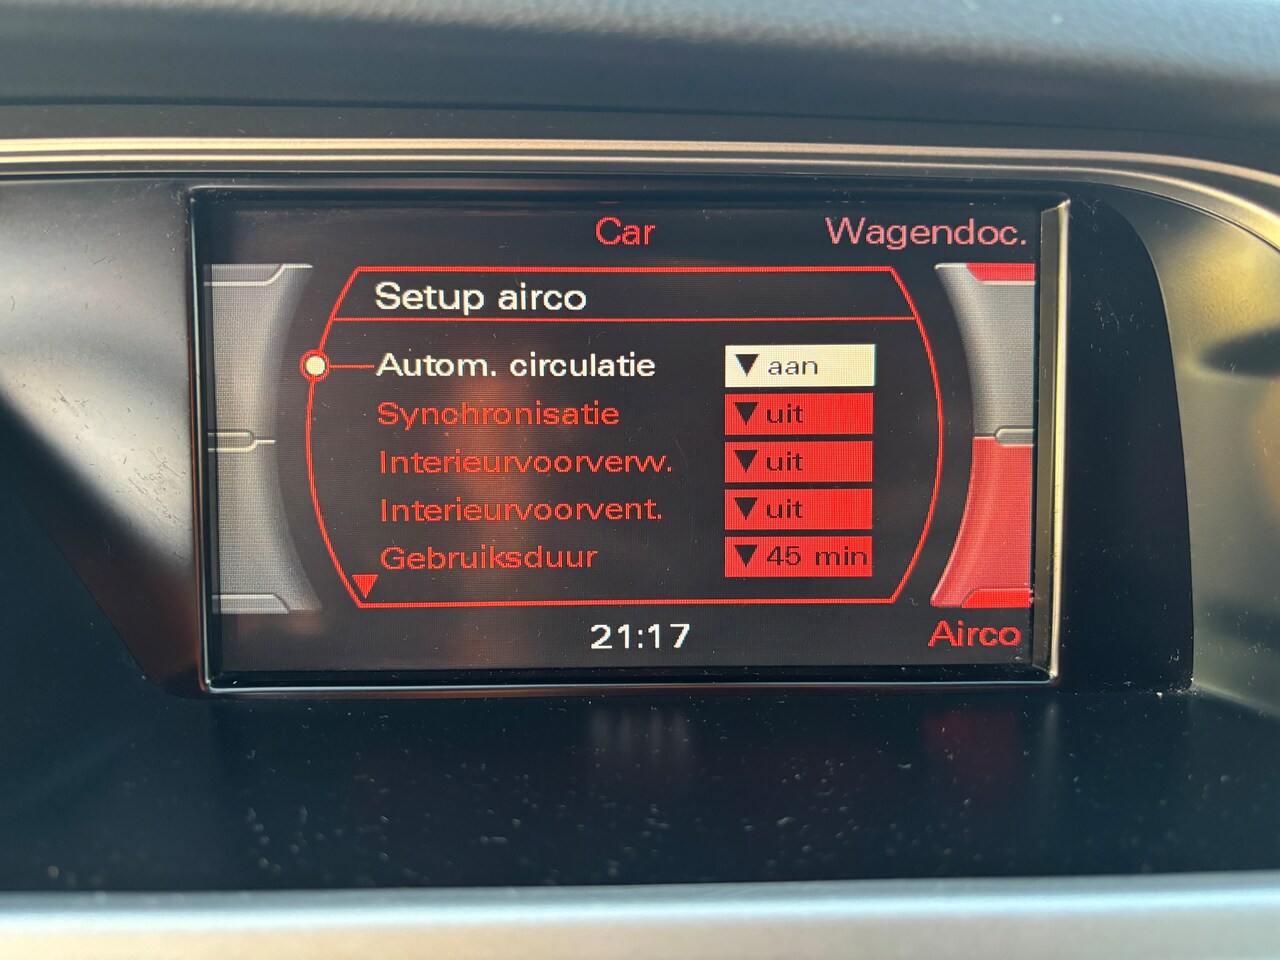 Car
Wagendoc.
Setup airco
Autom. circulatie aan
Synchronisatie uit
Interieurvoorverw. uit
Interieurvoorvent. uit
Gebruiksduur 45 min
21:17
Airco